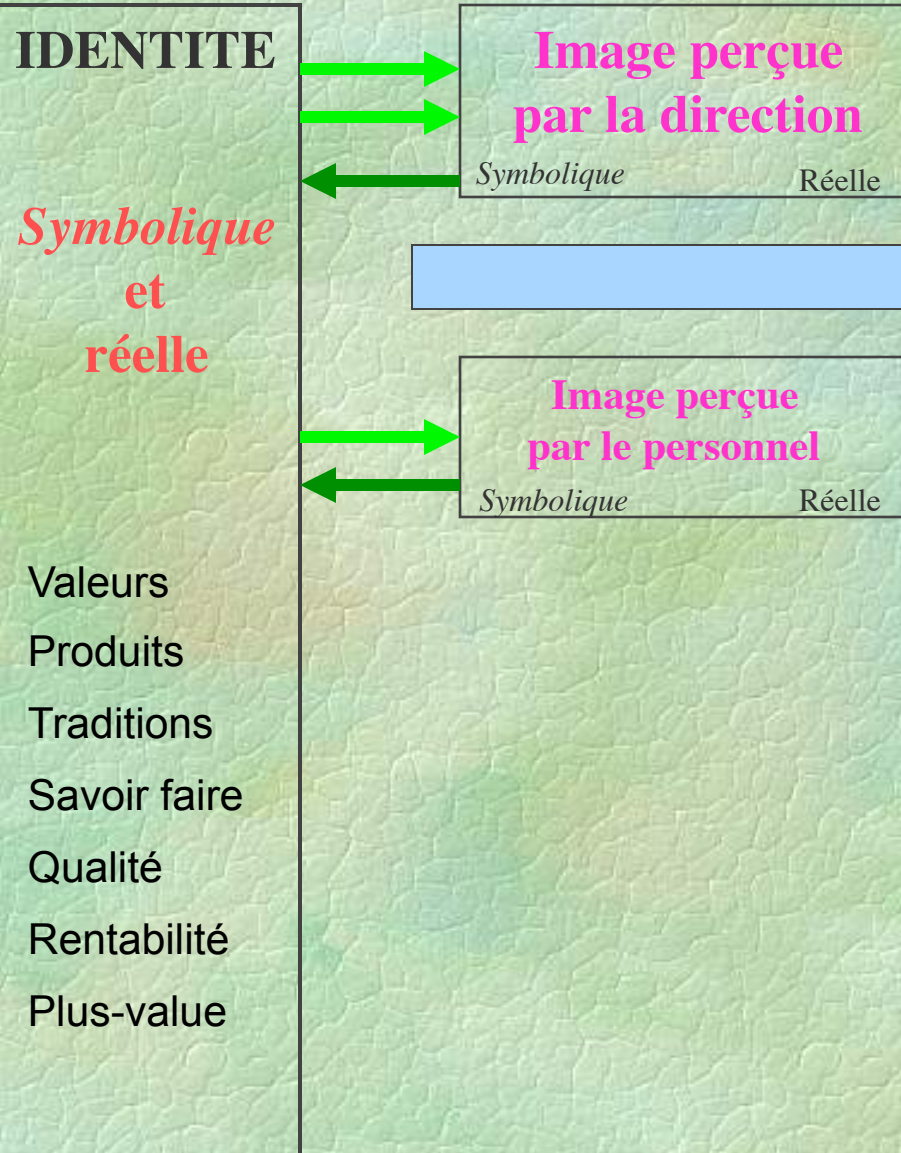 IDENTITE
Symbolique
et
réelle
Valeurs
Produits
Traditions
Savoir faire
Qualité
Rentabilité
Plus-value
Image perçue
par la direction
Symbolique Réelle
Image perçue
par le personnel
Symbolique Réelle